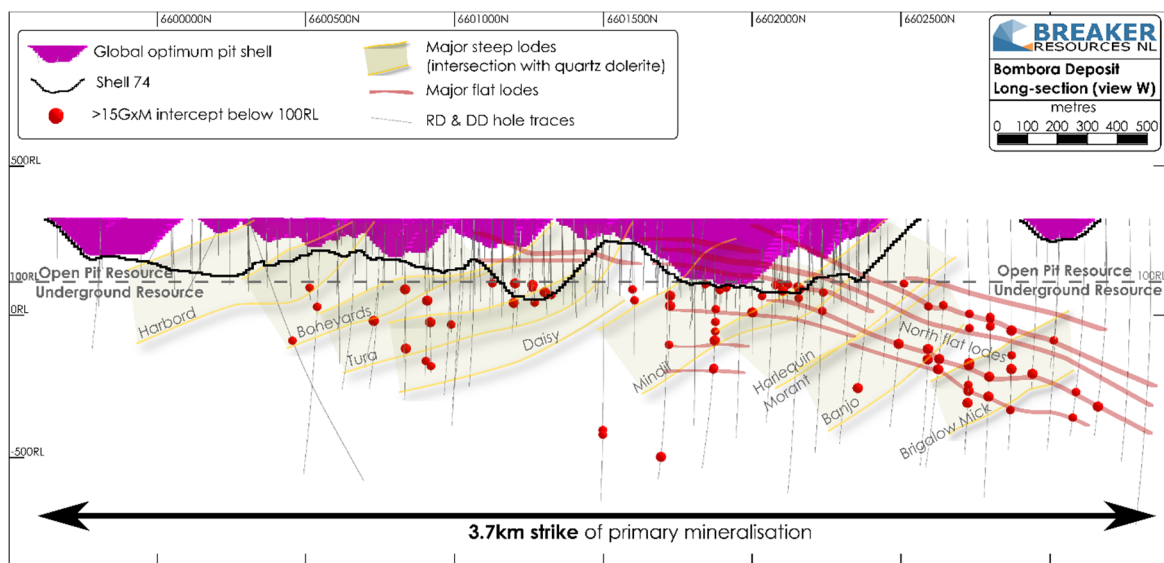 6600000N
6600500N
6601000N
6601500N
6602000N
6602500N
Global optimum pit shell
Shell 74
>15GxM intercept below 100RL
Major steep lodes
(intersection with quartz dolerite)
Major flat lodes
RD & DD hole traces
BREAKER
RESOURCES NL
Bombora Deposit
Long-section (view W)
metres
0 100 200 300 400 500
500RL
100RL
Open Pit Resource
Underground Resource
0RL
Open Pit Resource
100RL
Underground Resource
Harbord
Boheyards
Tura
Daisy
Mindil
Harlequin
Morant
Banjo
North flat lodes
Brigalow Mick
-500RL
3.7km strike of primary mineralisation